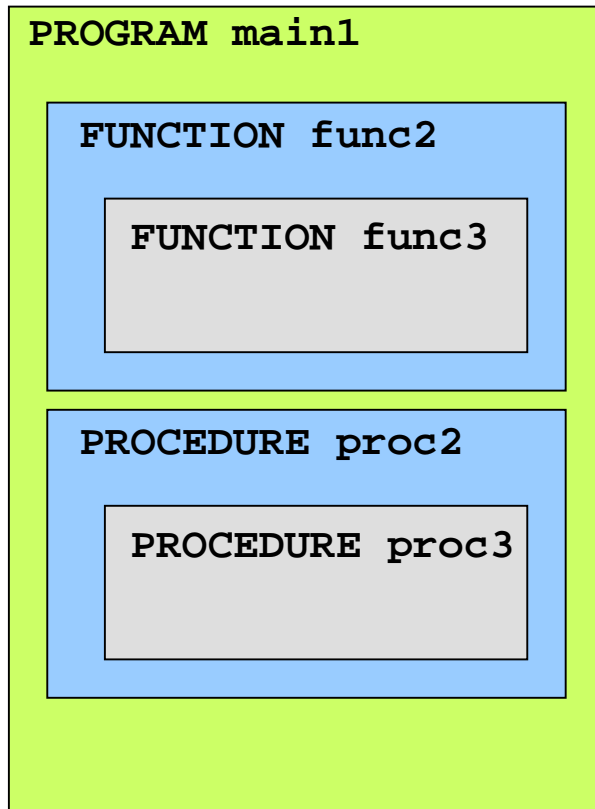 PROGRAM main1
FUNCTION func2
FUNCTION func3
PROCEDURE proc2
PROCEDURE proc3